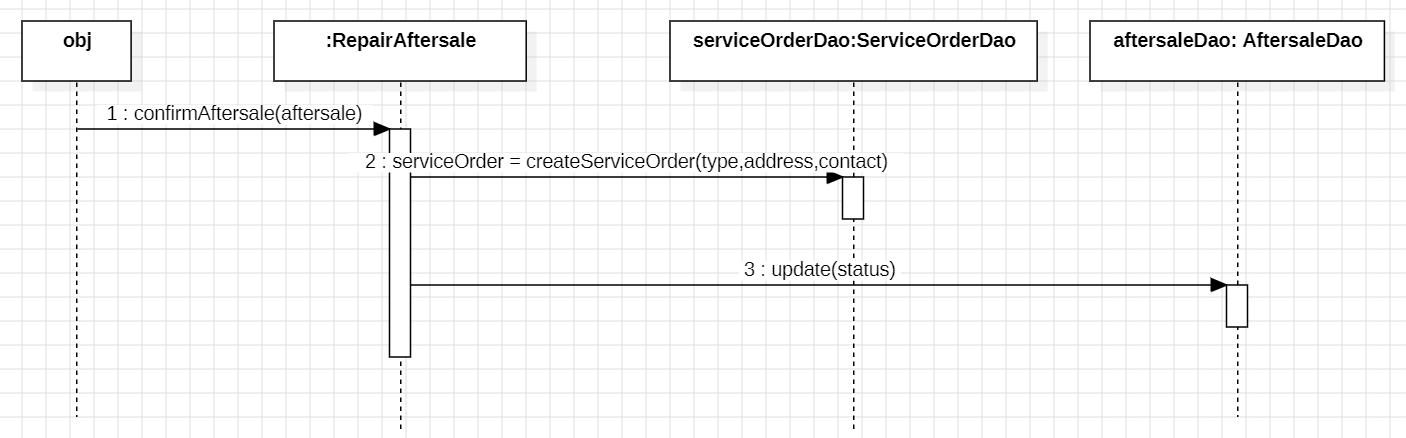 obj
:RepairAftersale
serviceOrderDao:ServiceOrderDao
aftersaleDao: AftersaleDao
1 : confirmAftersale(aftersale)
2 : serviceOrder = createServiceOrder(type,address,contact)
3 : update(status)